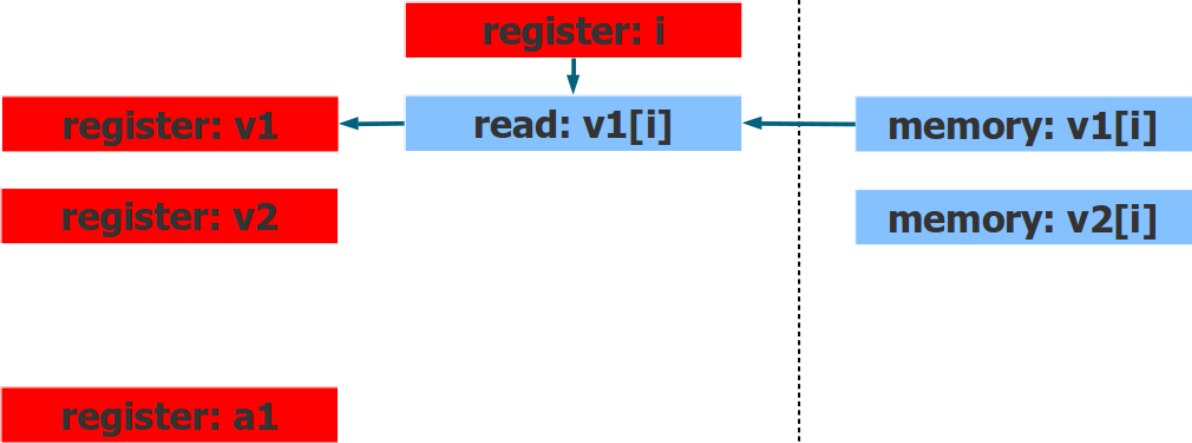 register: i
register: v1
read: v1[i]
memory: v1[i]
register: v2
memory: v2[i]
register: a1